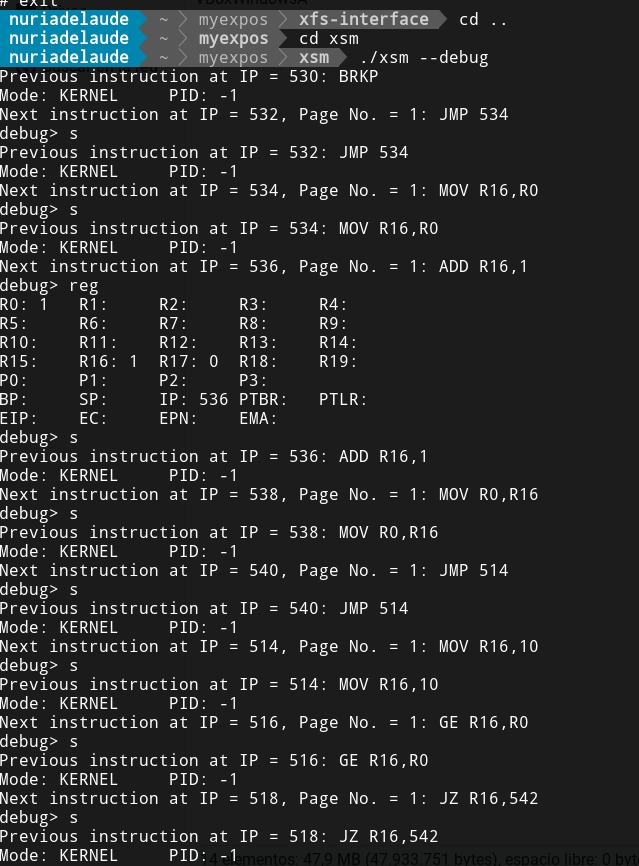 # exit
nuriadelaude ~ myexpos xfs-interface cd ..
nuriadelaude ~ myexpos cd xsm
nuriadelaude ~ myexpos xsm ./xsm --debug
Previous instruction at IP = 530: BRKP
Mode: KERNEL PID: -1
Next instruction at IP = 532, Page No. = 1: JMP 534
debug> s
Previous instruction at IP = 532: JMP 534
Mode: KERNEL PID: -1
Next instruction at IP = 534, Page No. = 1: MOV R16,R0
debug> s
Previous instruction at IP = 534: MOV R16,R0
Mode: KERNEL PID: -1
Next instruction at IP = 536, Page No. = 1: ADD R16,1
debug> reg
R0: 1 R1: R2: R3: R4:
R5: R6: R7: R8: R9:
R10: R11: R12: R13: R14:
R15: R16: 1 R17: 0 R18: R19:
P0: P1: P2: P3:
BP: SP: IP: 536 PTBR: PTLR:
EIP: EC: EPN: EMA:
debug> s
Previous instruction at IP = 536: ADD R16,1
Mode: KERNEL PID: -1
Next instruction at IP = 538, Page No. = 1: MOV R0,R16
debug> s
Previous instruction at IP = 538: MOV R0,R16
Mode: KERNEL PID: -1
Next instruction at IP = 540, Page No. = 1: JMP 514
debug> s
Previous instruction at IP = 540: JMP 514
Mode: KERNEL PID: -1
Next instruction at IP = 514, Page No. = 1: MOV R16,10
debug> s
Previous instruction at IP = 514: MOV R16,10
Mode: KERNEL PID: -1
Next instruction at IP = 516, Page No. = 1: GE R16,R0
debug> s
Previous instruction at IP = 516: GE R16,R0
Mode: KERNEL PID: -1
Next instruction at IP = 518, Page No. = 1: JZ R16,542
debug> s
Previous instruction at IP = 518: JZ R16,542
Mode: KERNEL PID: -1
elementos: 47,9 MB (47.933.751 bytes), espacio libre: 0 byt